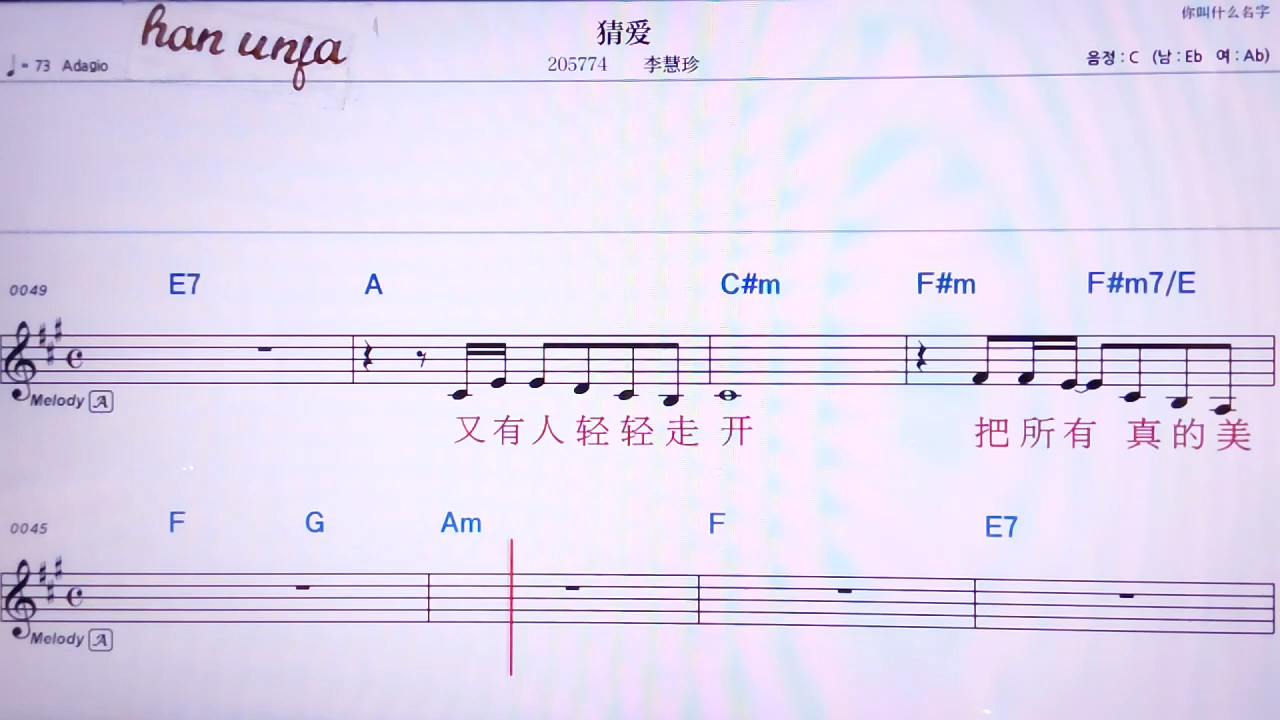 han unfa
你叫什么名字
猜爱
♩= 73 Adagio
205774 李慧珍
음정 : C (남 : Eb 여 : Ab)
0049 E7 A C#m F#m F#m7/E
Melody A
又有人轻轻走开 把所有 真的美
0045 F G Am F E7
Melody A